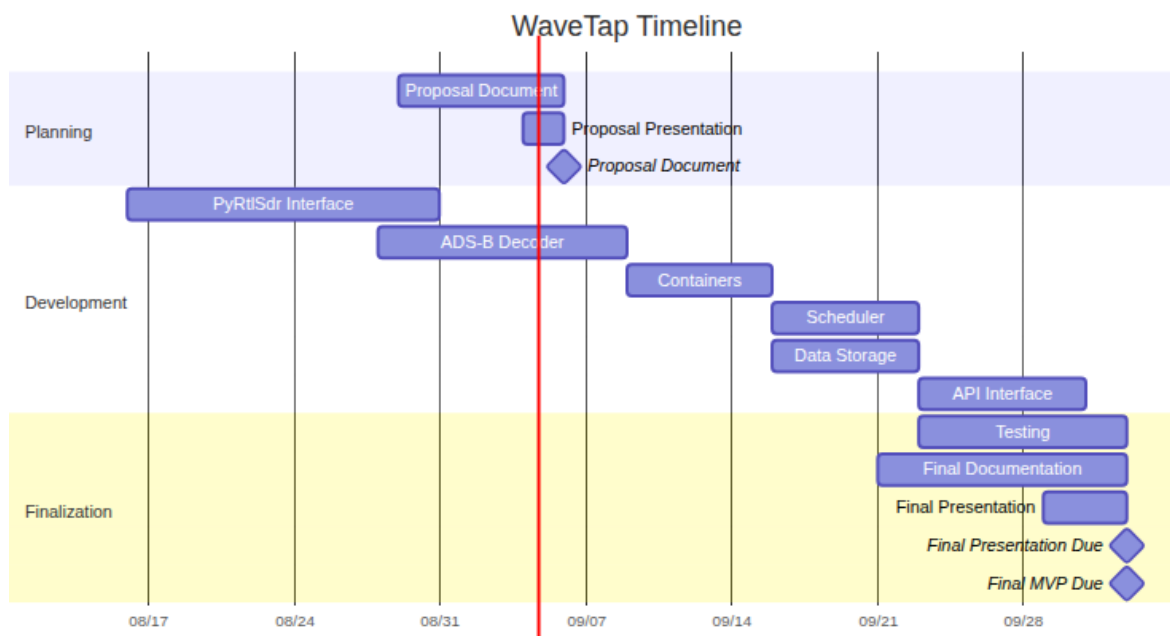 WaveTap Timeline
Proposal Document
Planning
Proposal Presentation
Proposal Document
PyRtlSdr Interface
ADS-B Decoder
Containers
Development
Scheduler
Data Storage
API Interface
Testing
Final Documentation
Finalization
Final Presentation
Final Presentation Due
Final MVP Due
08/17 08/24 08/31 09/07 09/14 09/21 09/28